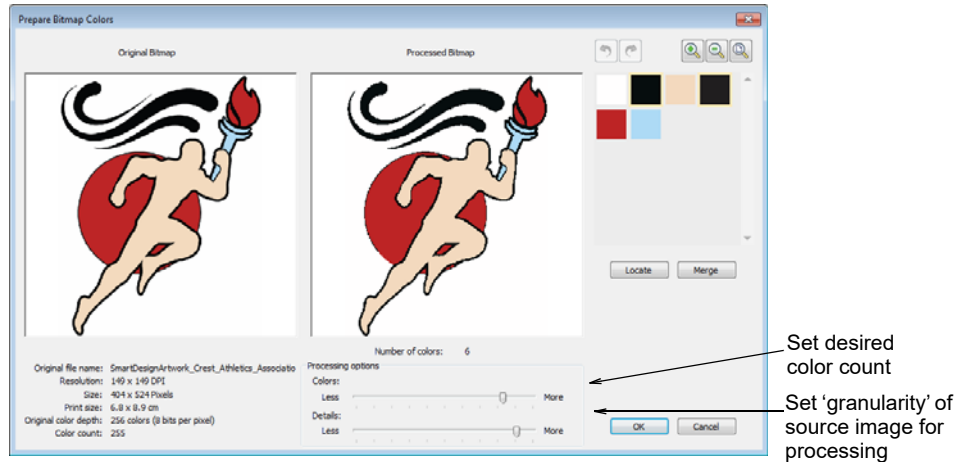 Prepare Bitmap Colors
Original Bitmap
Processed Bitmap
Locate
Merge
Number of colors: 6
Original file name: SmartDesignArtwork_Crest_Athletics_Associatio
Resolution: 149 x 149 DPI
Size: 404 x 524 Pixels
Print size: 6.8 x 8.9 cm
Original color depth: 256 colors (8 bits per pixel)
Color count: 255
Processing options
Colors:
Less
More
Details:
Less
More
OK
Cancel
Set desired
color count
Set ‘granularity’ of
source image for
processing